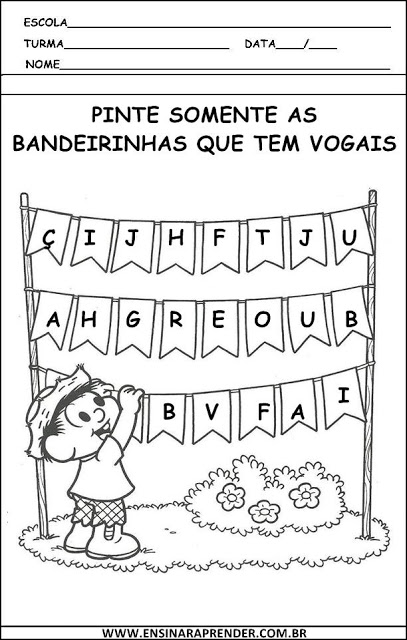 ESCOLA
TURMA DATA / /
NOME
PINTE SOMENTE AS
BANDEIRINHAS QUE TEM VOGAIS
Ç I J H F T J U
A H G R E O U B
B V F A I
WWW.ENSINARAPRENDER.COM.BR